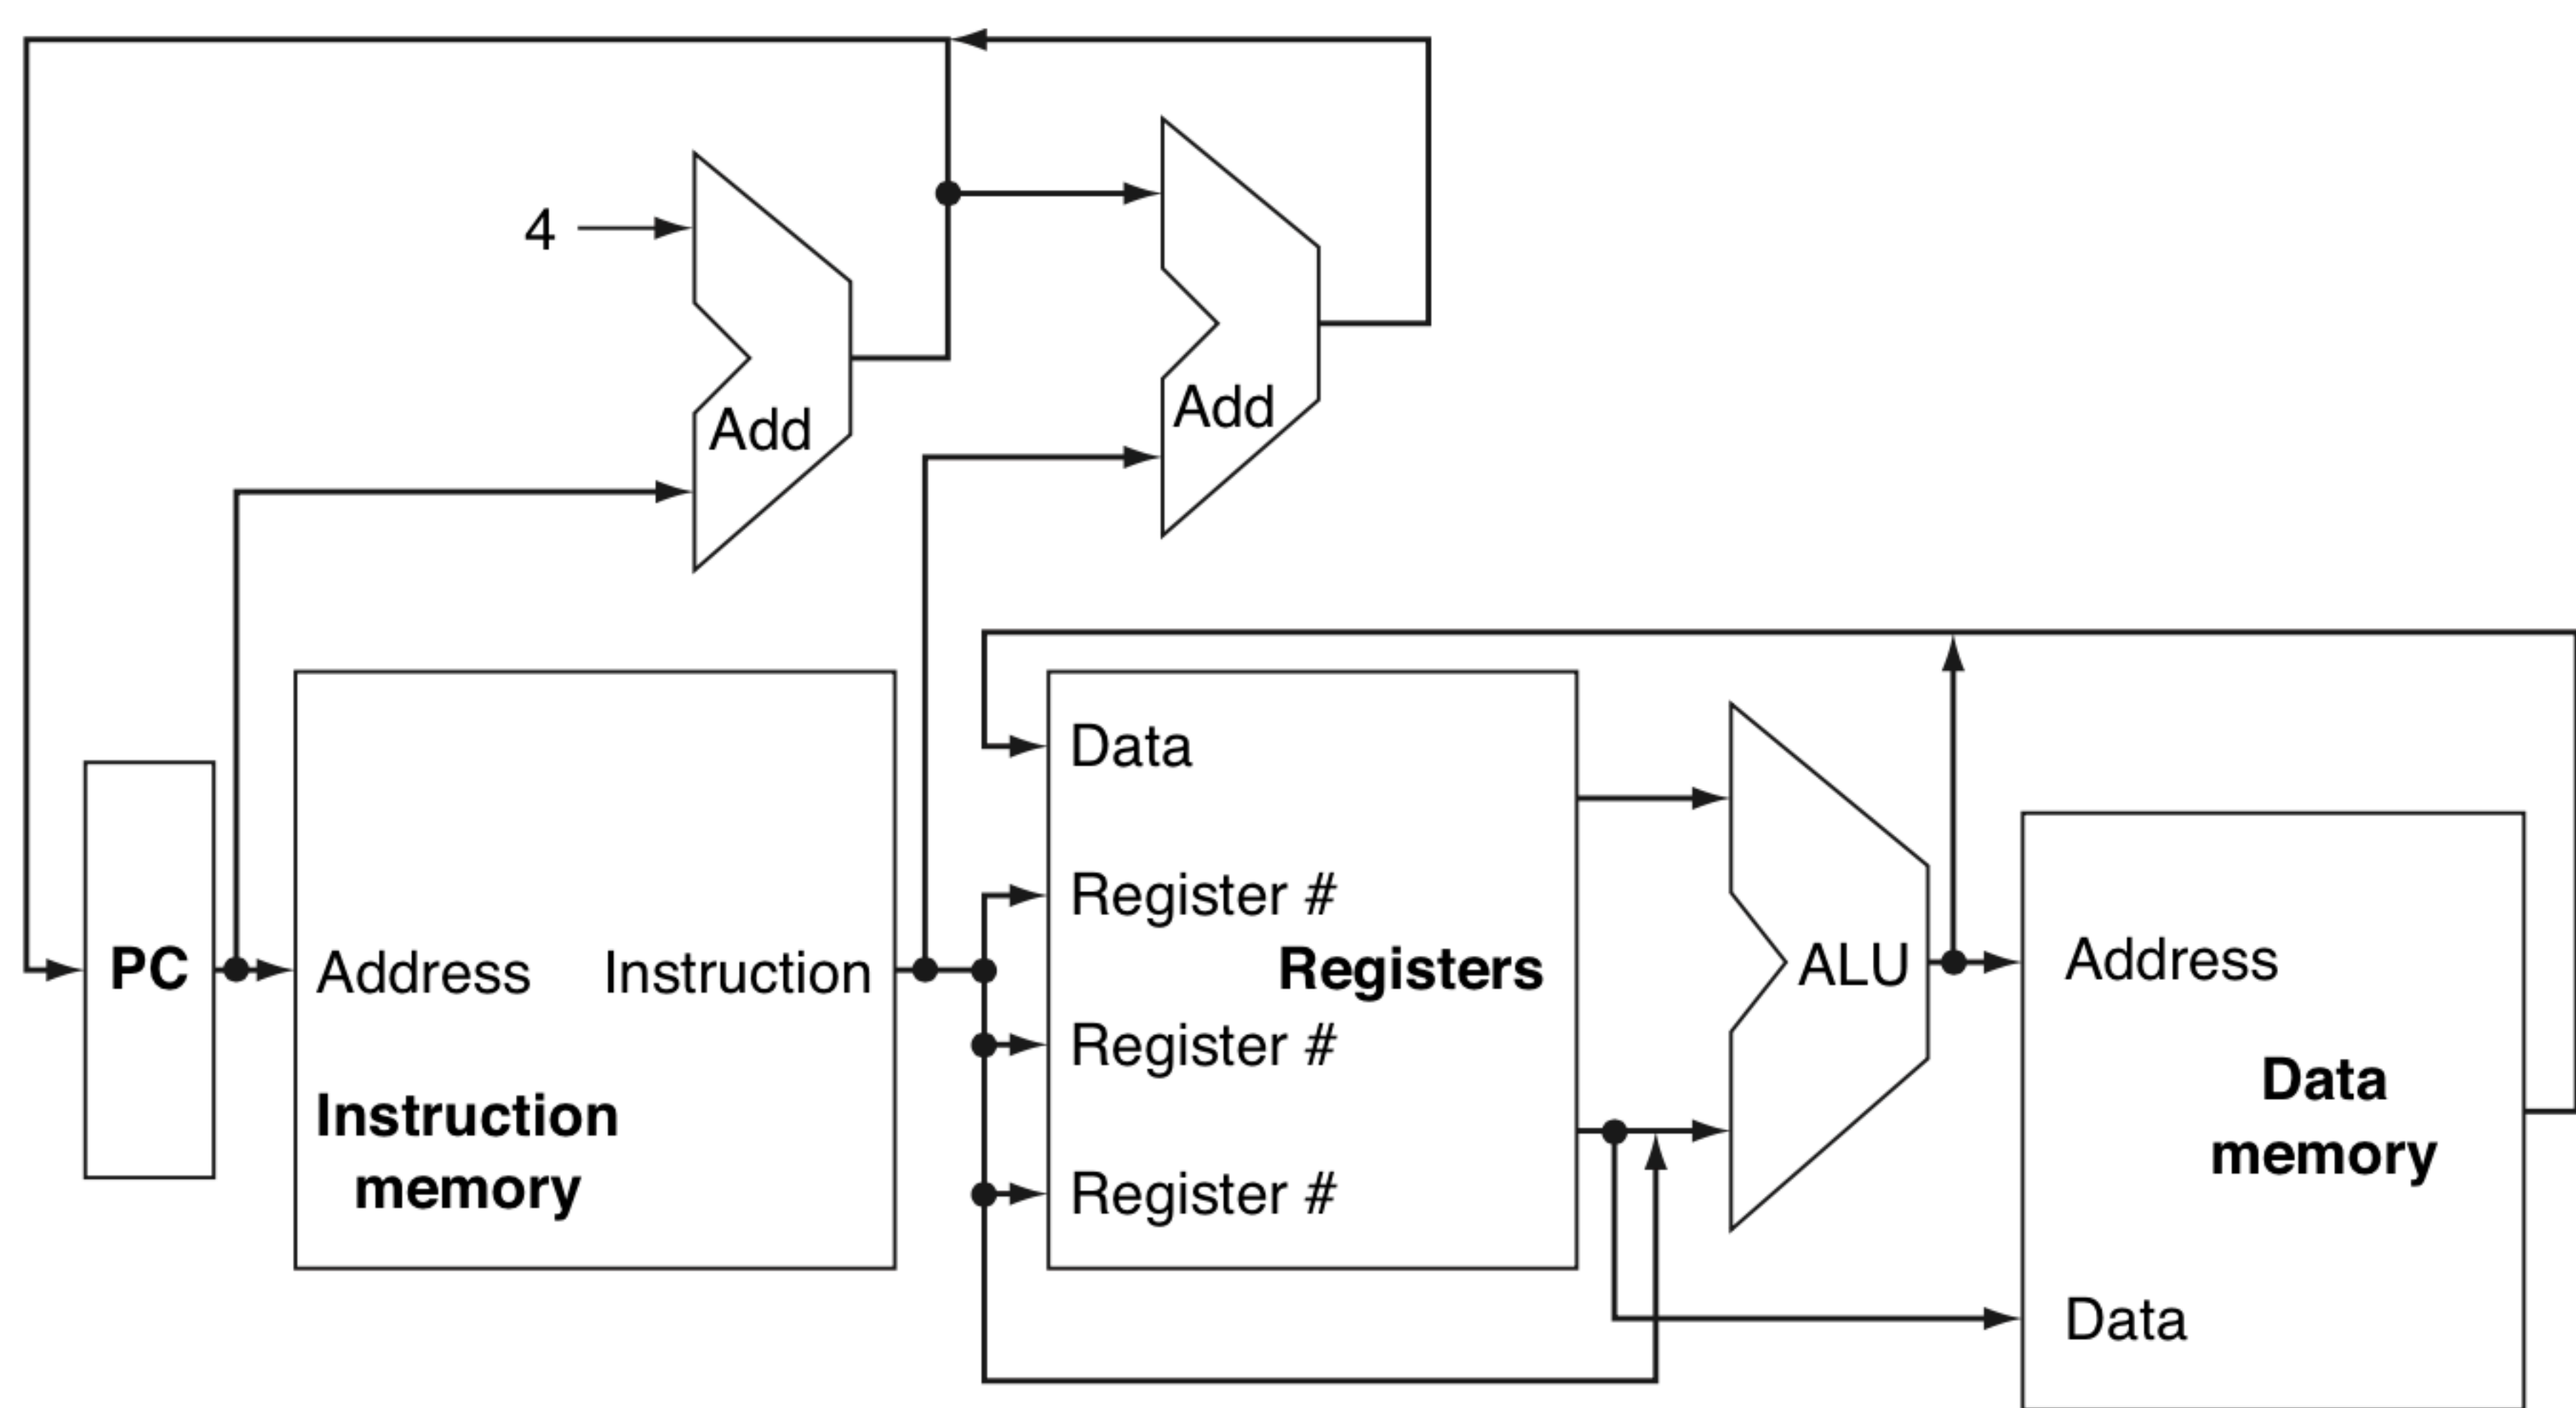 4
Add
Add
Data
Register #
PC
Address
Instruction
Registers
ALU
Address
Register #
Instruction
memory
Data
memory
Register #
Data